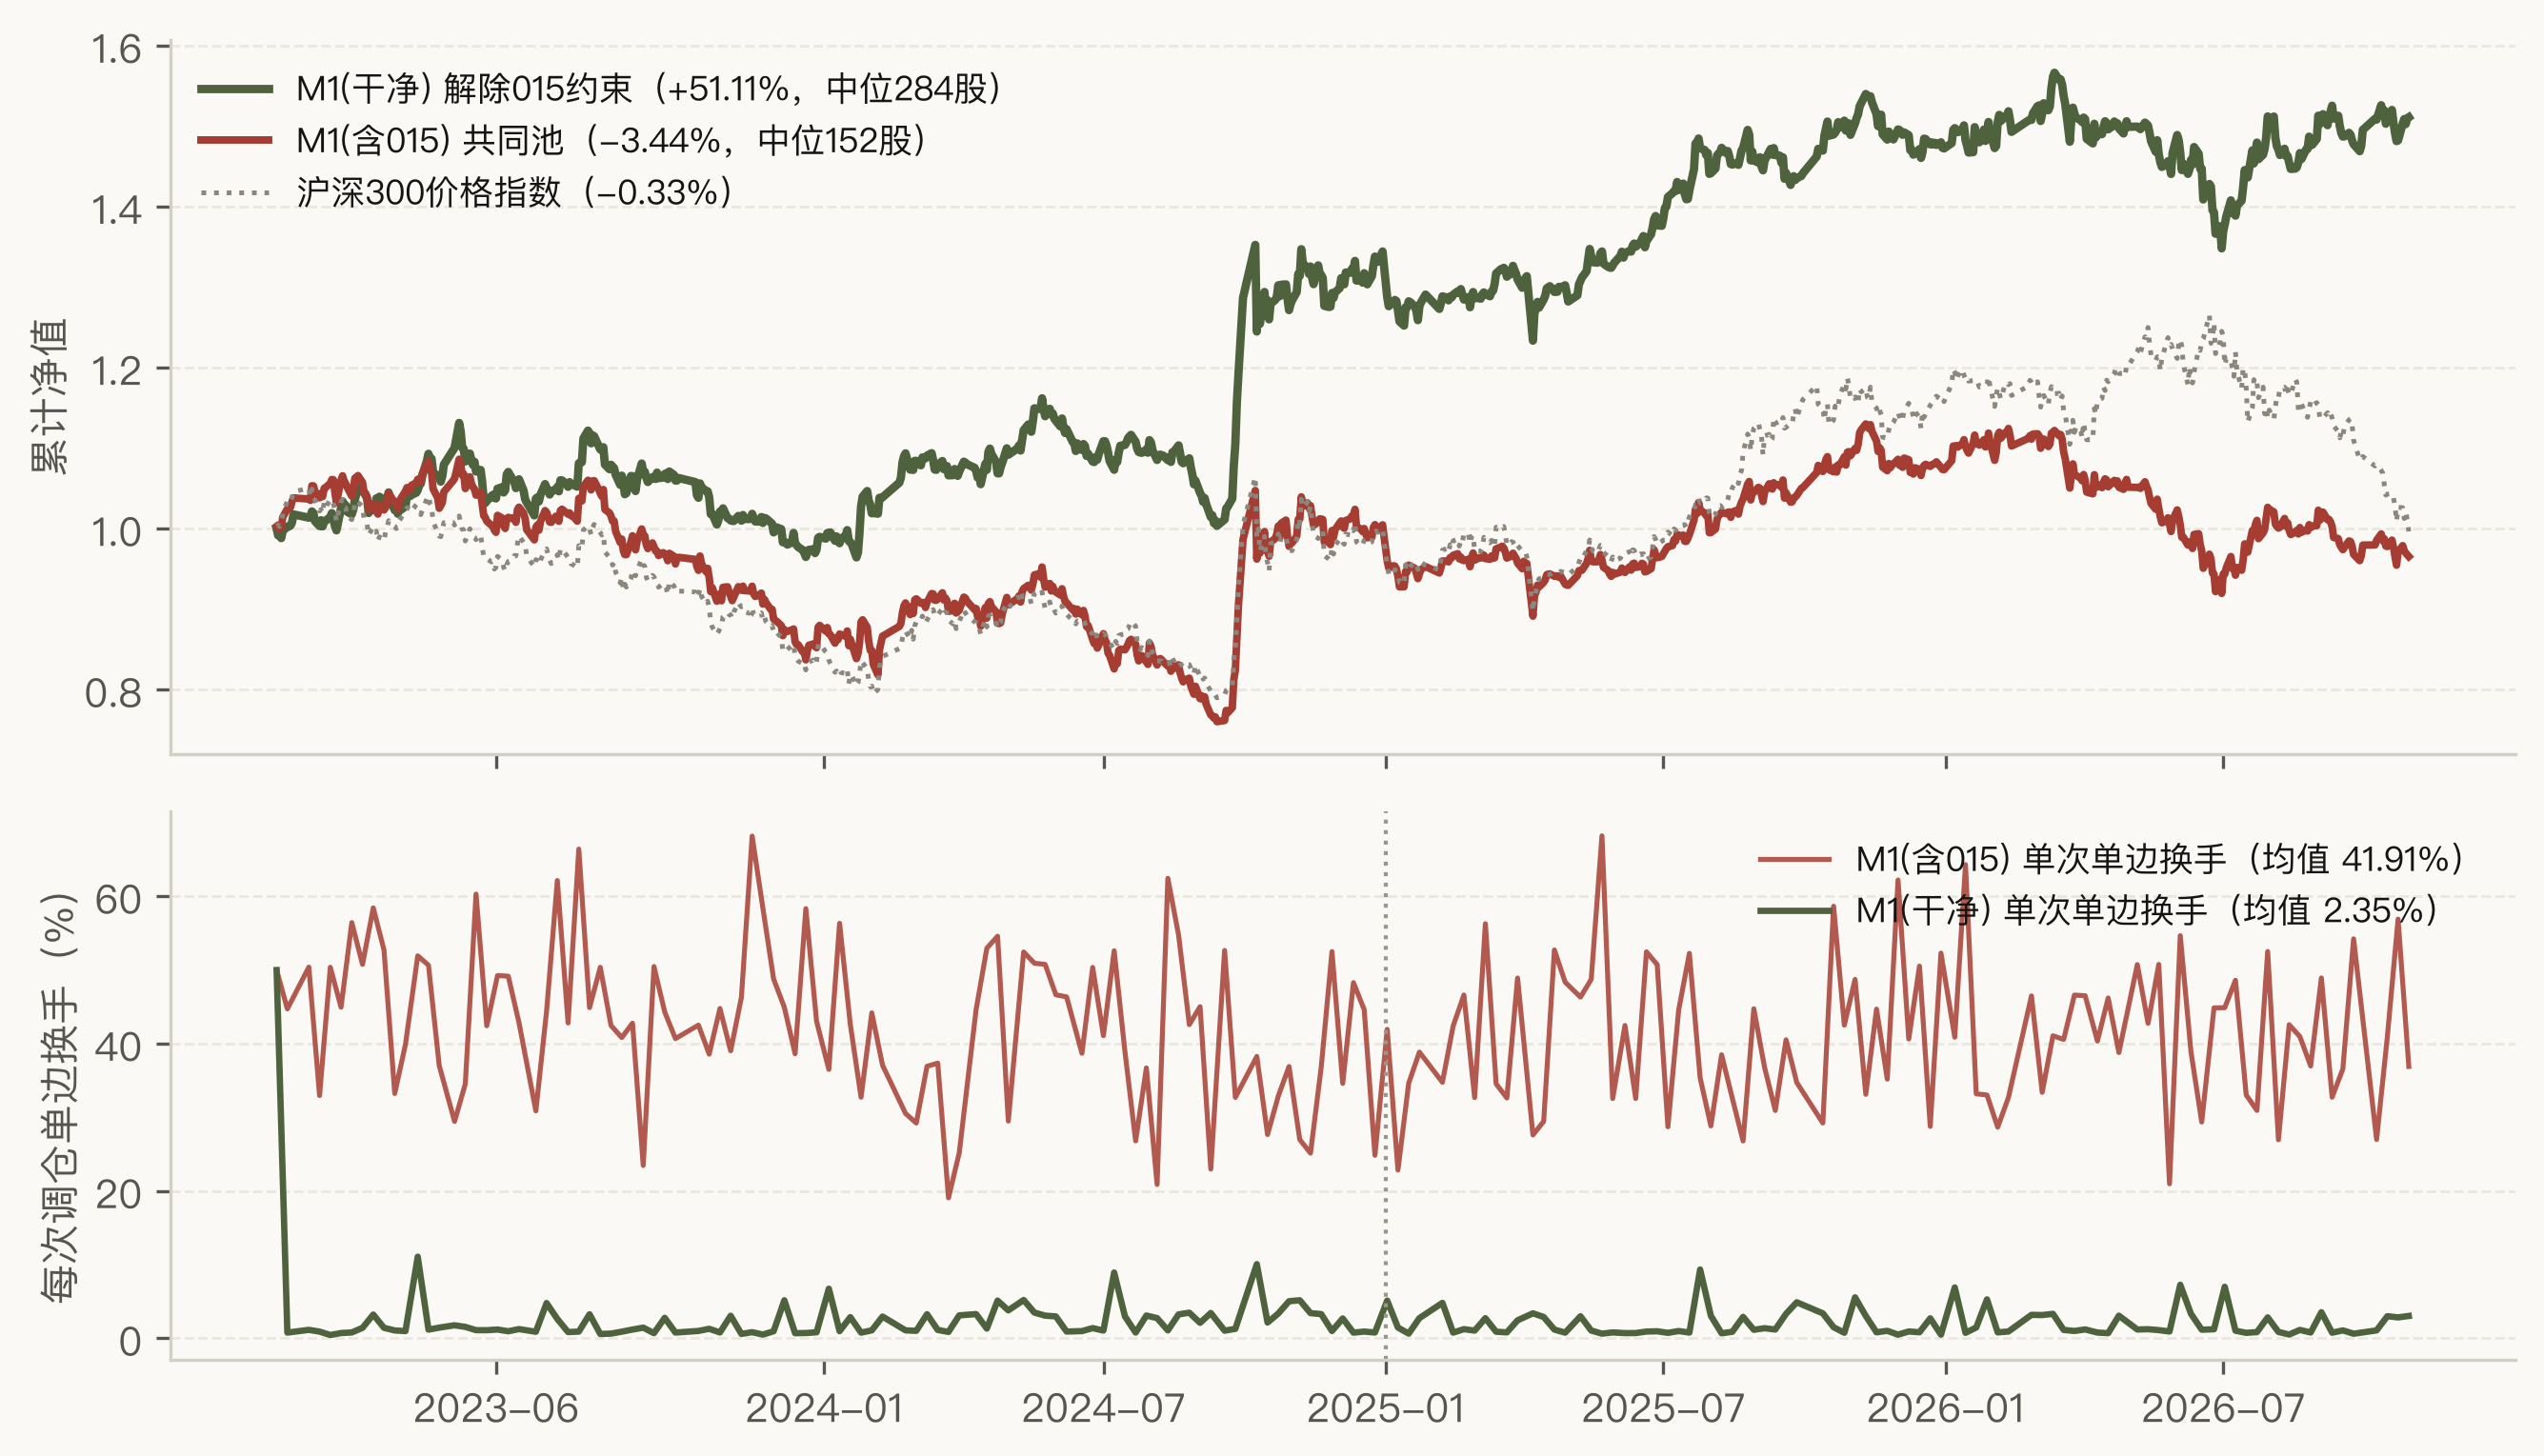 1.6
M1(干净) 解除015约束（+51.11%，中位284股）
M1(含015) 共同池（−3.44%，中位152股）
沪深300价格指数（−0.33%）
1.4
1.2
1.0
0.8
累计净值
M1(含015) 单次单边换手（均值 41.91%）
M1(干净) 单次单边换手（均值 2.35%）
60
40
20
0
每次调仓单边换手（%）
2023−06
2024−01
2024−07
2025−01
2025−07
2026−01
2026−07